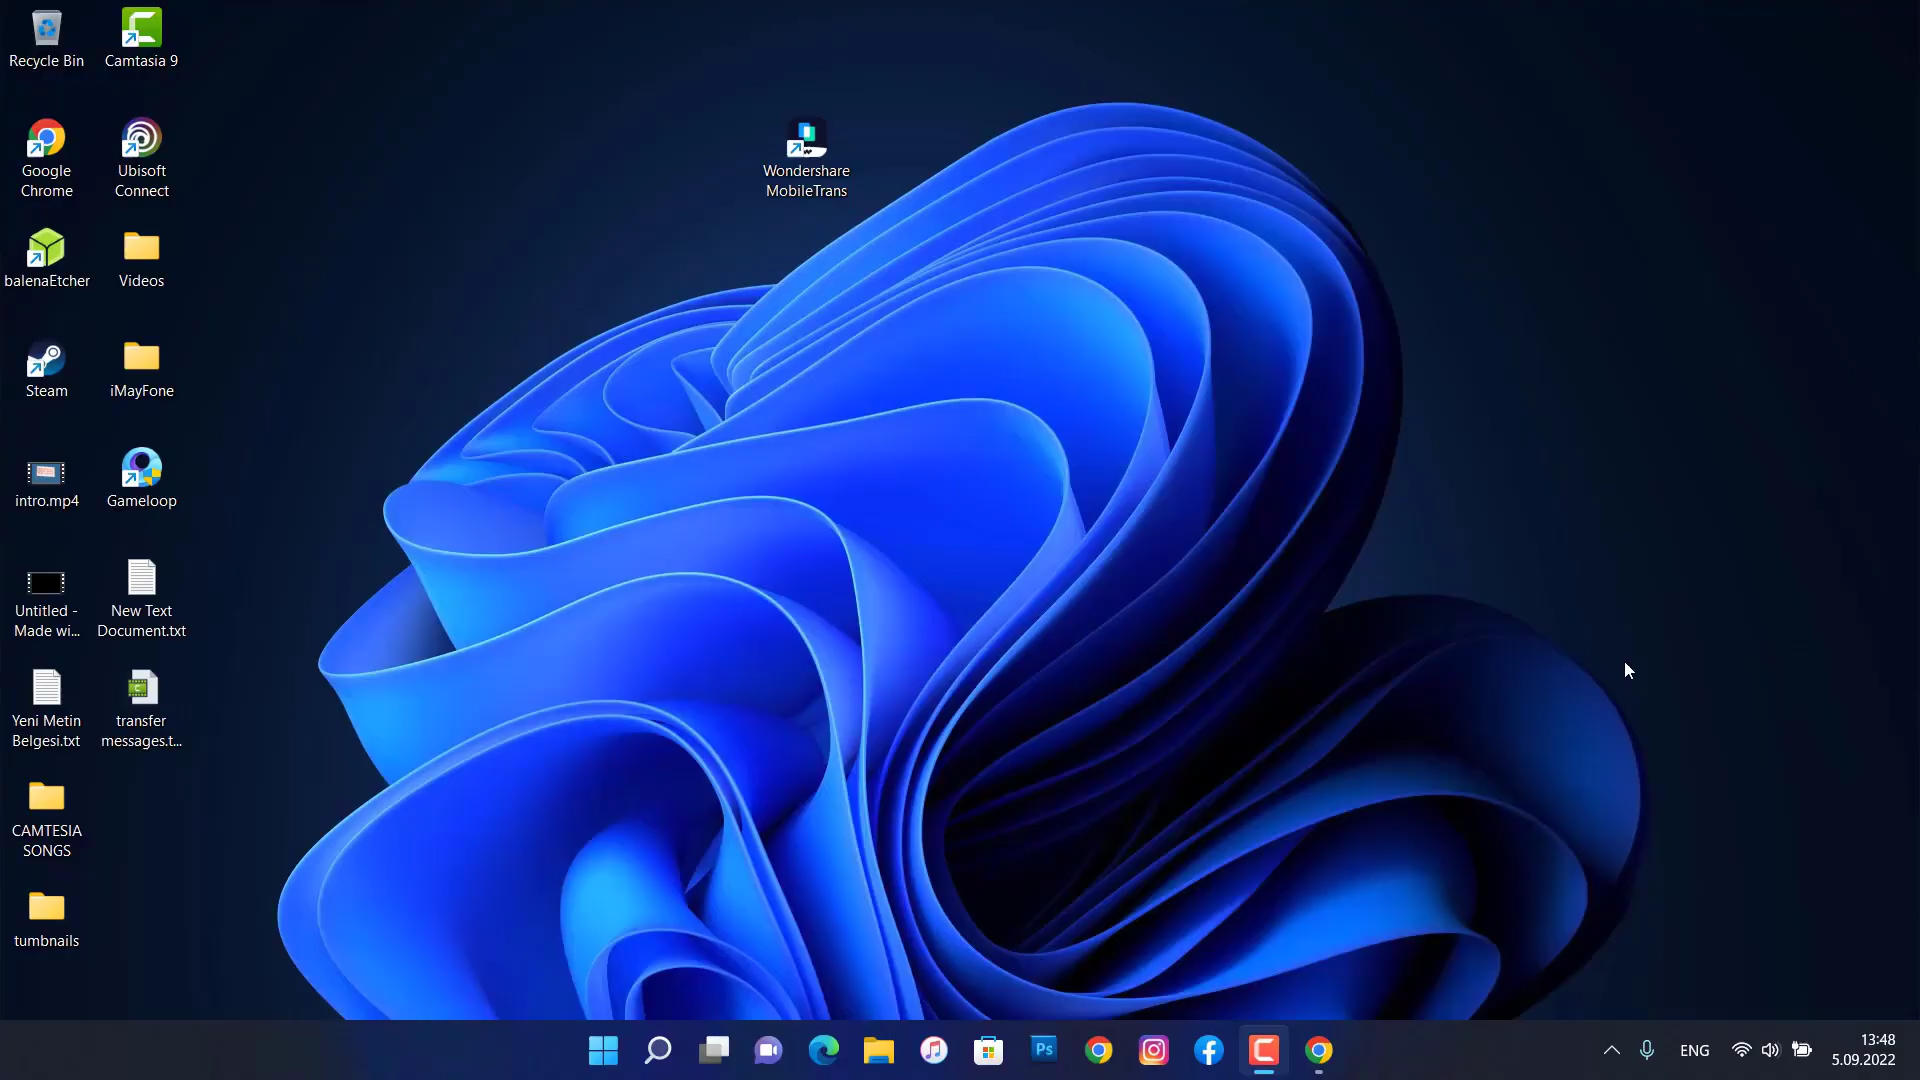 Recycle Bin
Camtasia 9
Google
Chrome
Ubisoft
Connect
Wondershare
MobileTrans
balenaEtcher
Videos
Steam
iMayFone
intro.mp4
Gameloop
Untitled -
Made wi...
New Text
Document.txt
Yeni Metin
Belgesi.txt
transfer
messages.t...
CAMTESIA
SONGS
tumbnails
Ps
ENG
13:48
5.09.2022